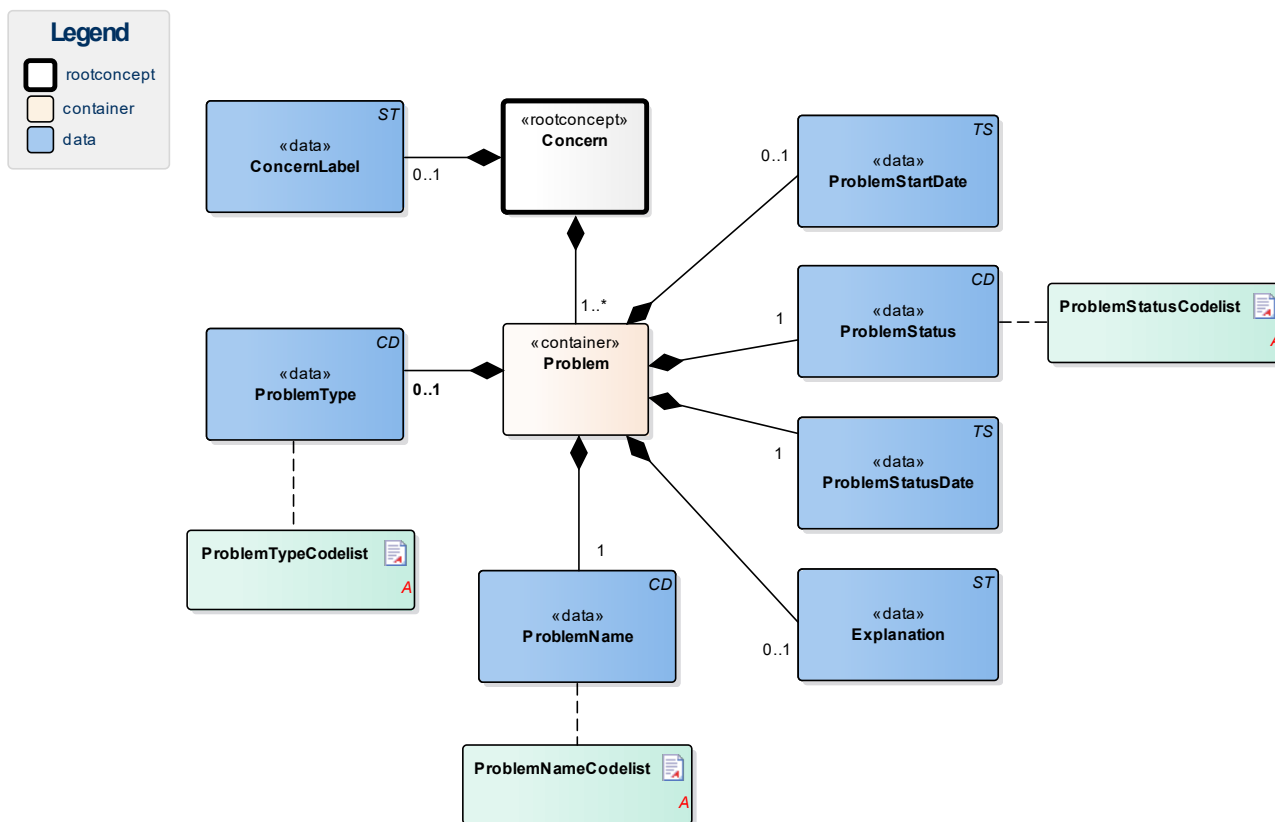 Legend
rootconcept
container
data
ST
«data»
ConcernLabel
0..1
«rootconcept»
Concern
1..*
TS
«data»
ProblemStartDate
0..1
CD
«data»
ProblemStatus
1
ProblemStatusCodelist
A
CD
«data»
ProblemType
0..1
«container»
Problem
TS
«data»
ProblemStatusDate
1
ProblemTypeCodelist
A
1
CD
«data»
ProblemName
ST
«data»
Explanation
0..1
ProblemNameCodelist
A